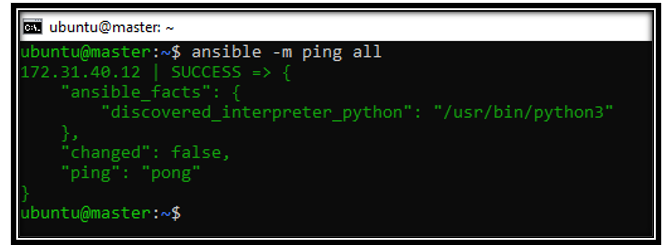 ubuntu@master: ~
ubuntu@master:~$ ansible -m ping all
172.31.40.12 | SUCCESS => {
    "ansible_facts": {
        "discovered_interpreter_python": "/usr/bin/python3"
    },
    "changed": false,
    "ping": "pong"
}
ubuntu@master:~$